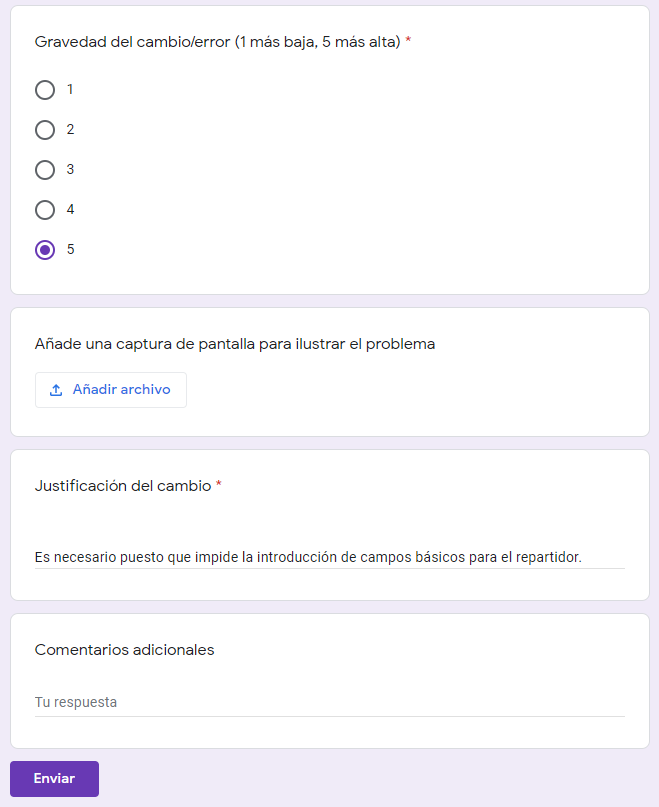 Gravedad del cambio/error (1 más baja, 5 más alta) *
1
2
3
4
5
Añade una captura de pantalla para ilustrar el problema
Añadir archivo
Justificación del cambio *
Es necesario puesto que impide la introducción de campos básicos para el repartidor.
Comentarios adicionales
Tu respuesta
Enviar